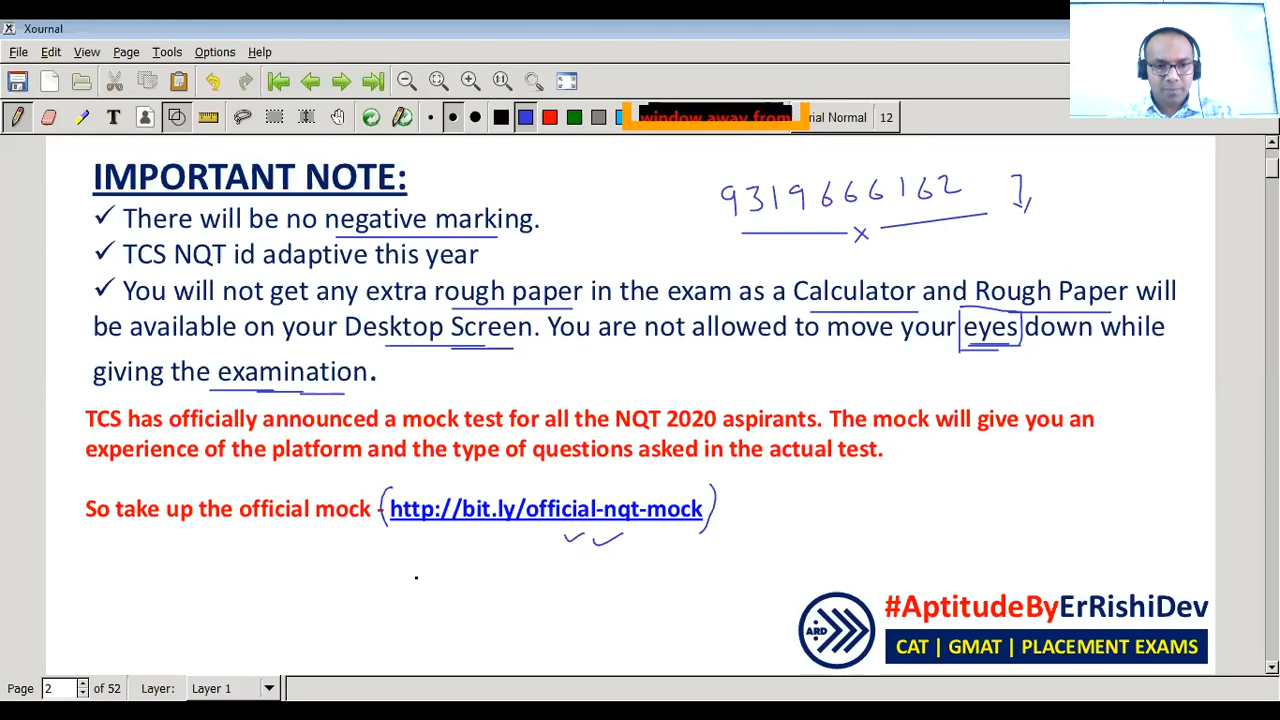 Xournal
File Edit View Page Tools Options Help
window away from
rial Normal 12
IMPORTANT NOTE:
9319666162
✓ There will be no negative marking.
✓ TCS NQT id adaptive this year
✓ You will not get any extra rough paper in the exam as a Calculator and Rough Paper will
be available on your Desktop Screen. You are not allowed to move your eyes down while
giving the examination.
TCS has officially announced a mock test for all the NQT 2020 aspirants. The mock will give you an
experience of the platform and the type of questions asked in the actual test.
So take up the official mock - (http://bit.ly/official-nqt-mock)
ARD
#AptitudeByErRishiDev
CAT | GMAT | PLACEMENT EXAMS
Page 2 of 52 Layer: Layer 1